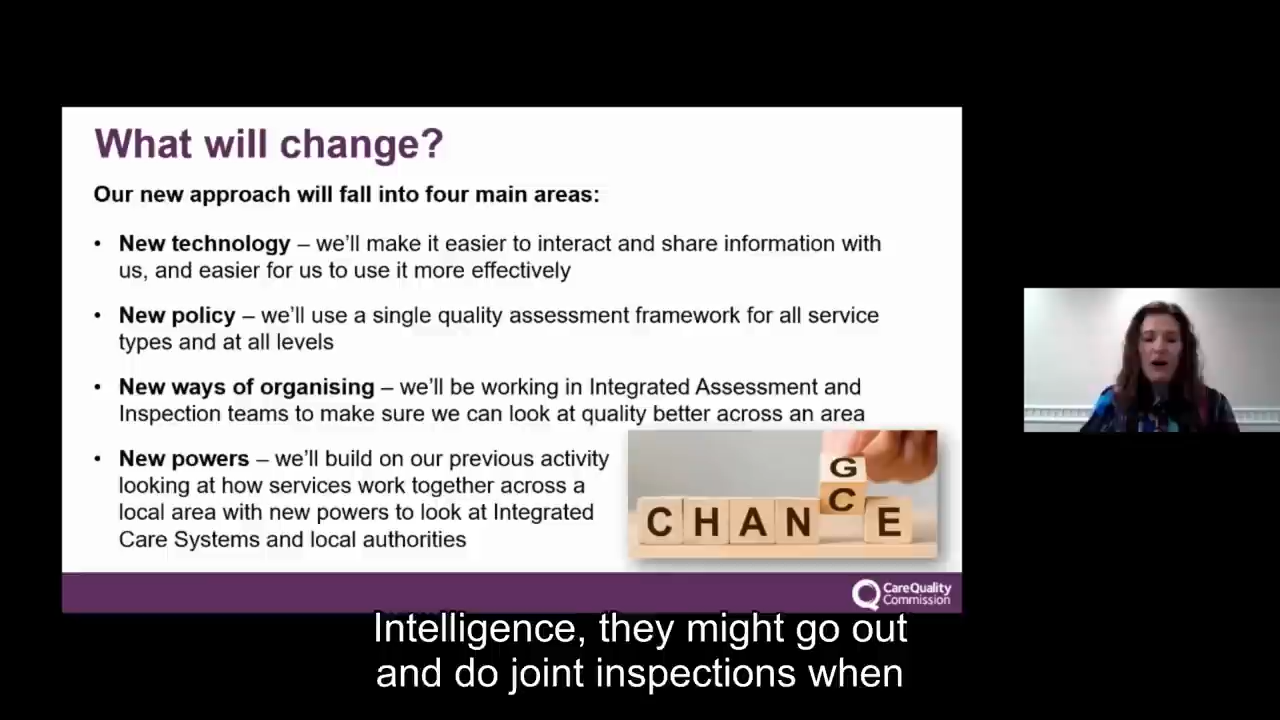 What will change?
Our new approach will fall into four main areas:
• New technology – we'll make it easier to interact and share information with
us, and easier for us to use it more effectively
• New policy – we'll use a single quality assessment framework for all service
types and at all levels
• New ways of organising – we'll be working in Integrated Assessment and
Inspection teams to make sure we can look at quality better across an area
• New powers – we'll build on our previous activity
looking at how services work together across a
local area with new powers to look at Integrated
Care Systems and local authorities
G
C H A N C E
CareQuality
Commission
Intelligence, they might go out
and do joint inspections when